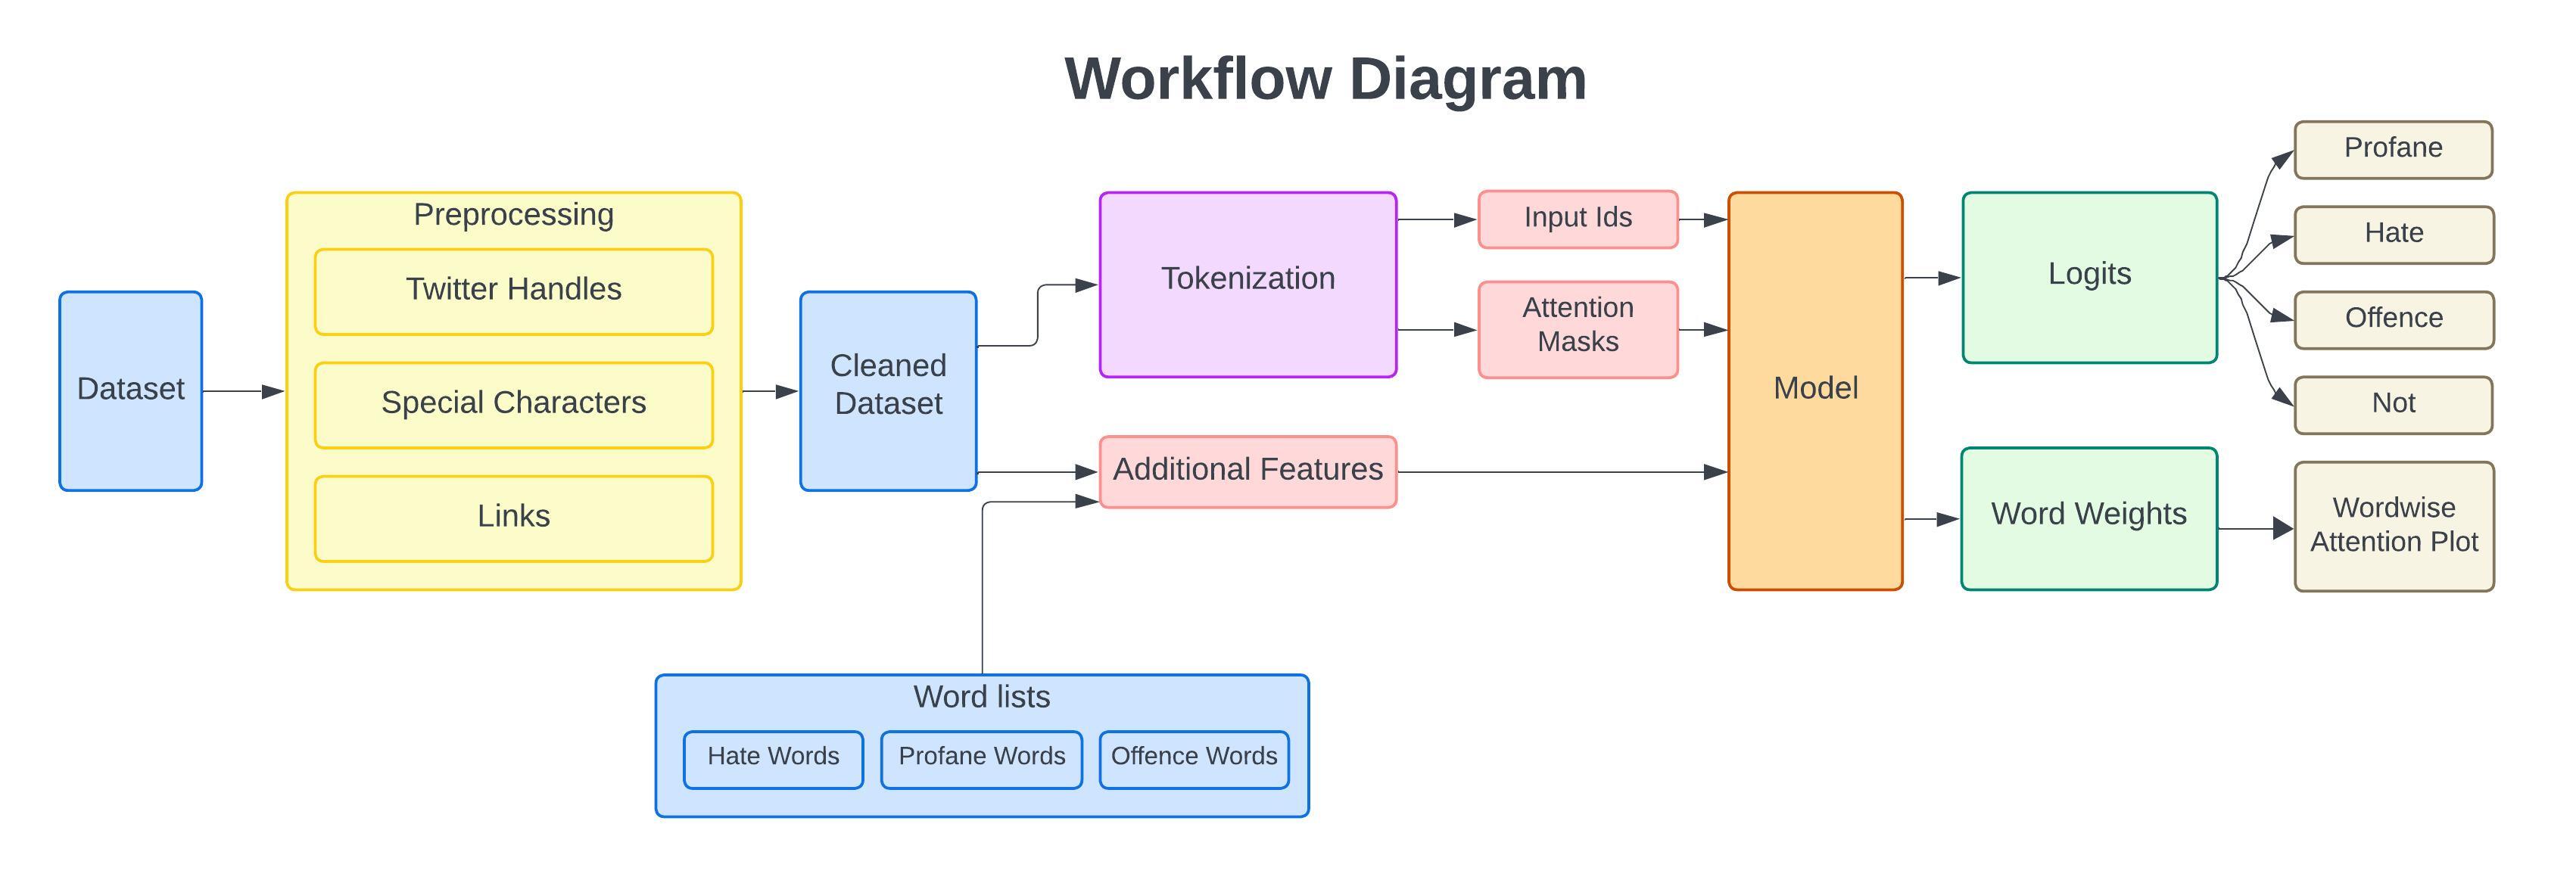 Workflow Diagram
Dataset
Preprocessing
Twitter Handles
Special Characters
Links
Cleaned
Dataset
Tokenization
Additional Features
Word lists
Hate Words
Profane Words
Offence Words
Input Ids
Attention
Masks
Model
Logits
Word Weights
Profane
Hate
Offence
Not
Wordwise
Attention Plot